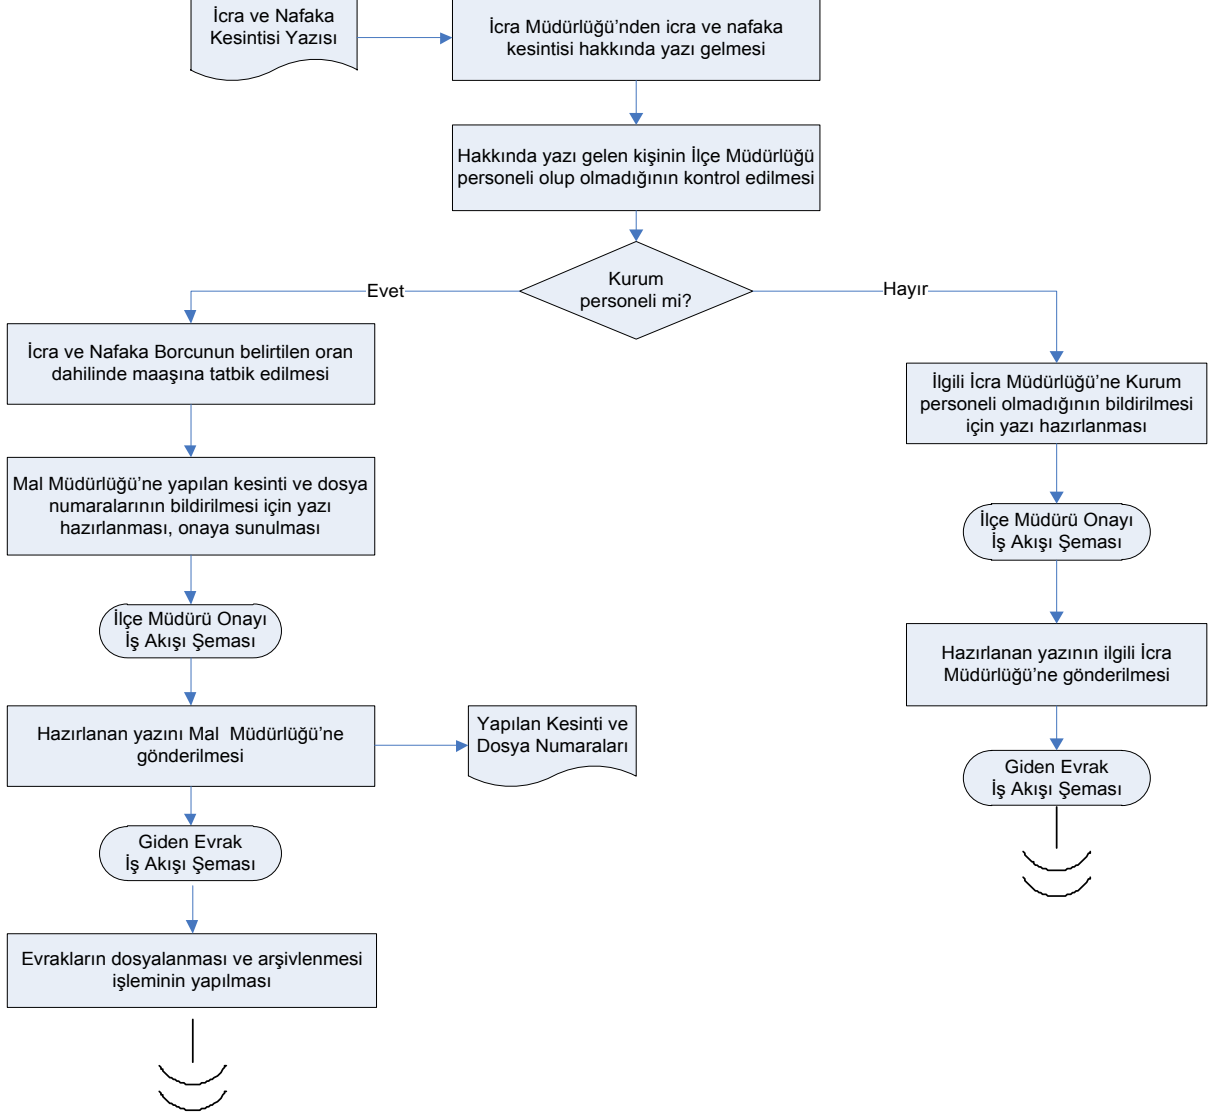 İcra ve Nafaka
Kesintisi Yazısı
İcra Müdürlüğü’nden icra ve nafaka
kesintisi hakkında yazı gelmesi
Hakkında yazı gelen kişinin İlçe Müdürlüğü
personeli olup olmadığının kontrol edilmesi
Kurum
personeli mi?
Evet
Hayır
İcra ve Nafaka Borcunun belirtilen oran
dahilinde maaşına tatbik edilmesi
Mal Müdürlüğü’ne yapılan kesinti ve dosya
numaralarının bildirilmesi için yazı
hazırlanması, onaya sunulması
İlçe Müdürü Onayı
İş Akışı Şeması
Hazırlanan yazını Mal  Müdürlüğü’ne
gönderilmesi
Yapılan Kesinti ve
Dosya Numaraları
Giden Evrak
İş Akışı Şeması
Evrakların dosyalanması ve arşivlenmesi
işleminin yapılması
İlgili İcra Müdürlüğü’ne Kurum
personeli olmadığının bildirilmesi
için yazı hazırlanması
İlçe Müdürü Onayı
İş Akışı Şeması
Hazırlanan yazının ilgili İcra
Müdürlüğü’ne gönderilmesi
Giden Evrak
İş Akışı Şeması